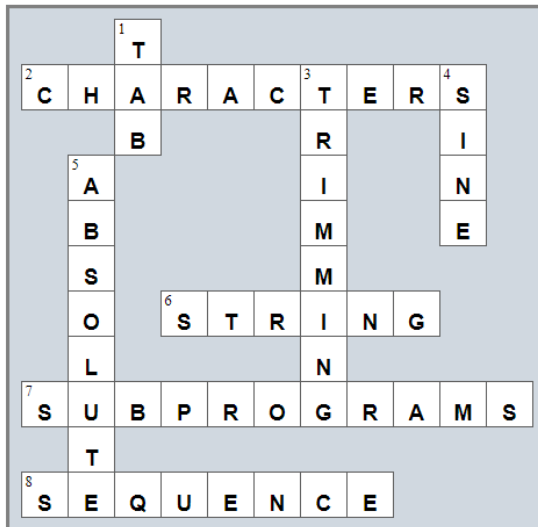 1
T
2 C H A R A C 3 T E R 4 S
B R I
5 A I N
B M E
S M
O 6 S T R I N G
L N
7 S U B P R O G R A M S
T
8 S E Q U E N C E